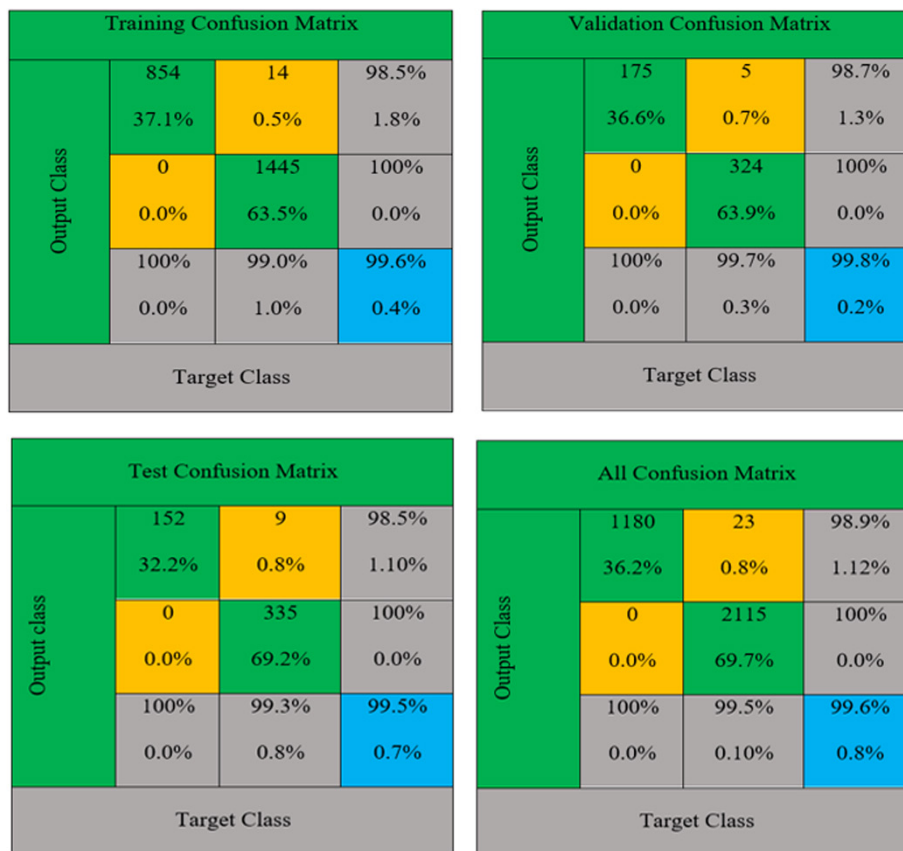 Training Confusion Matrix
Output Class
854 14 98.5%
37.1% 0.5% 1.8%
0 1445 100%
0.0% 63.5% 0.0%
100% 99.0% 99.6%
0.0% 1.0% 0.4%
Target Class
Validation Confusion Matrix
Output Class
175 5 98.7%
36.6% 0.7% 1.3%
0 324 100%
0.0% 63.9% 0.0%
100% 99.7% 99.8%
0.0% 0.3% 0.2%
Target Class
Test Confusion Matrix
Output class
152 9 98.5%
32.2% 0.8% 1.10%
0 335 100%
0.0% 69.2% 0.0%
100% 99.3% 99.5%
0.0% 0.8% 0.7%
Target Class
All Confusion Matrix
Output Class
1180 23 98.9%
36.2% 0.8% 1.12%
0 2115 100%
0.0% 69.7% 0.0%
100% 99.5% 99.6%
0.0% 0.10% 0.8%
Target Class